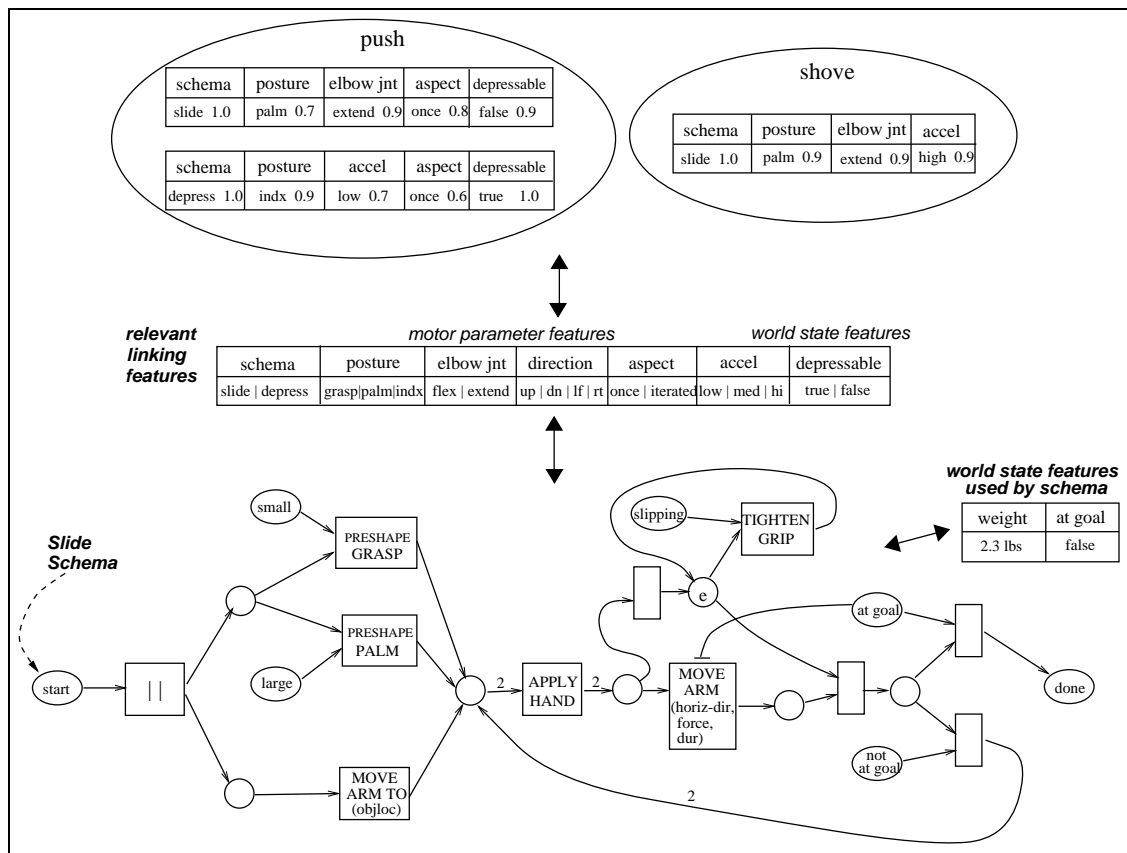 push
schema posture elbow jnt aspect depressable
slide 1.0 palm 0.7 extend 0.9 once 0.8 false 0.9
schema posture accel aspect depressable
depress 1.0 indx 0.9 low 0.7 once 0.6 true 1.0
shove
schema posture elbow jnt accel
slide 1.0 palm 0.9 extend 0.9 high 0.9
relevant
linking
features
motor parameter features
world state features
schema posture elbow jnt direction aspect accel depressable
slide | depress grasp|palm|indx flex | extend up | dn | lf | rt once | iterated low | med | hi true | false
world state features
used by schema
weight at goal
2.3 lbs false
Slide
Schema
start
| |
small
PRESHAPE
GRASP
PRESHAPE
PALM
large
MOVE
ARM TO
(objloc)
2
APPLY
HAND
2
slipping
TIGHTEN
GRIP
e
at goal
MOVE
ARM
(horiz-dir,
force,
dur)
done
not
at goal
2